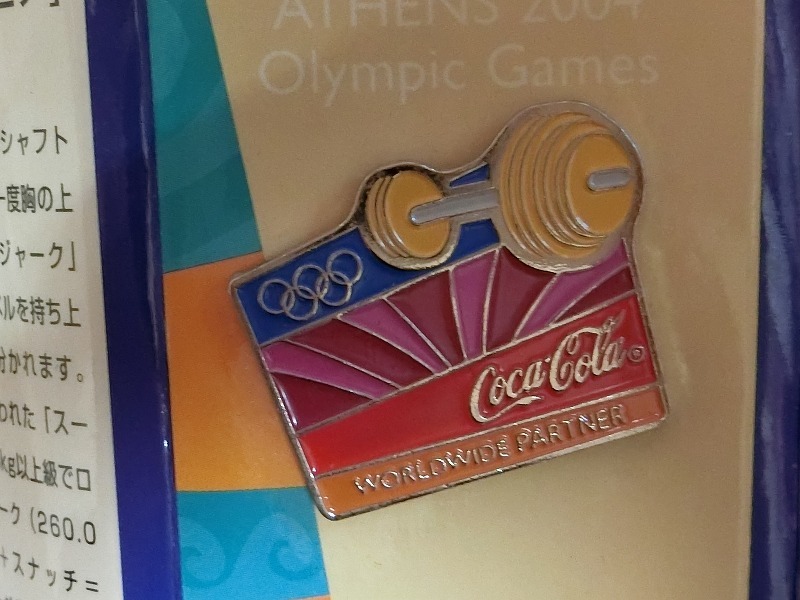 シャフト
一度胸の上
ジャーク」
ベルを持ち上
分かれます。
われた「スー
kg以上級でロ
ーク(260.0
＋スナッチ＝
ATHENS 2004
Olympic Games
Coca-Cola®
WORLDWIDE PARTNER